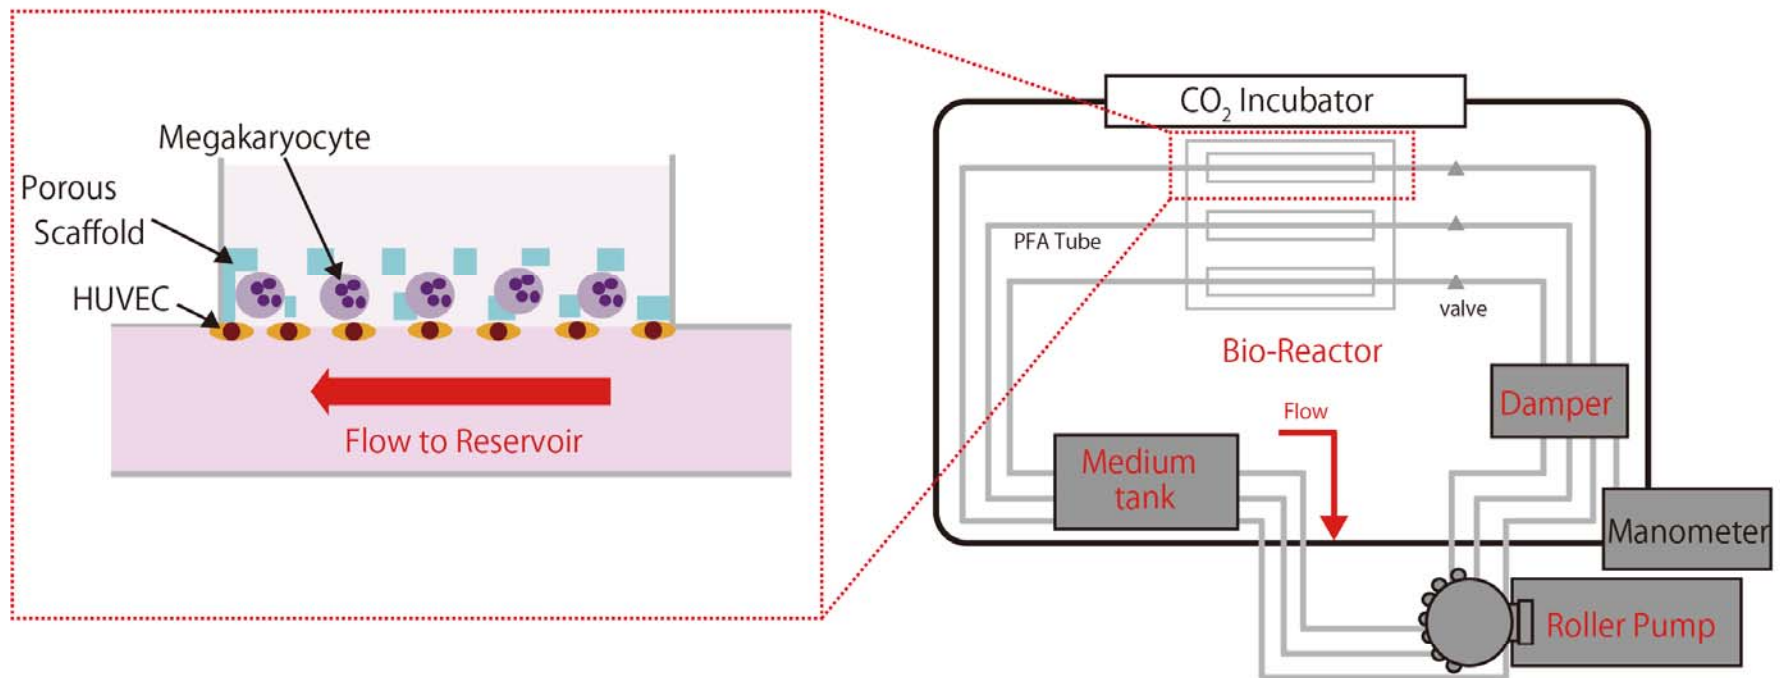 Megakaryocyte
Porous
Scaffold
HUVEC
Flow to Reservoir
CO₂ Incubator
PFA Tube
valve
Bio-Reactor
Flow
Damper
Medium
tank
Manometer
Roller Pump